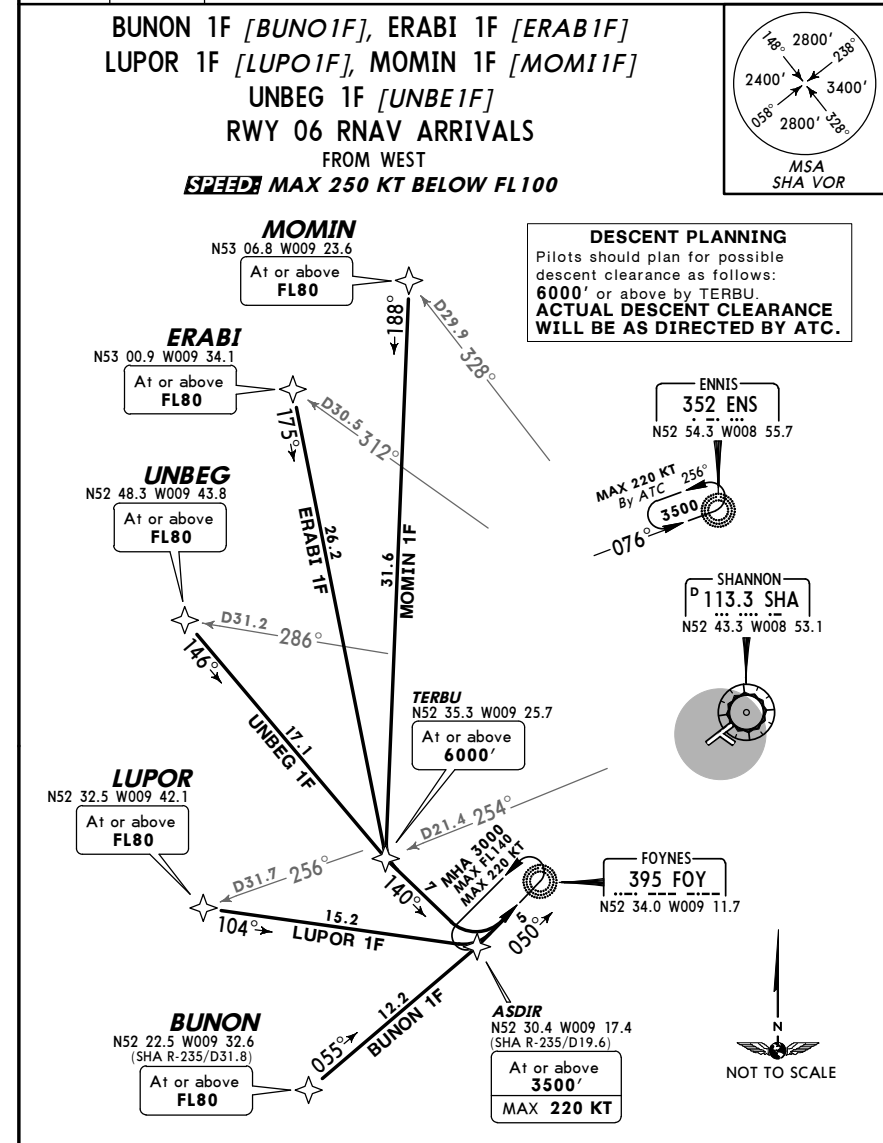 BUNON 1F [BUNO1F], ERABI 1F [ERAB1F]
LUPOR 1F [LUPO1F], MOMIN 1F [MOMI1F]
UNBEG 1F [UNBE1F]
RWY 06 RNAV ARRIVALS
FROM WEST
SPEED: MAX 250 KT BELOW FL100
148°
2800'
238°
2400'
3400'
058°
2800'
328°
MSA
SHA VOR
MOMIN
N53 06.8 W009 23.6
At or above
FL80
DESCENT PLANNING
Pilots should plan for possible
descent clearance as follows:
6000' or above by TERBU.
ACTUAL DESCENT CLEARANCE
WILL BE AS DIRECTED BY ATC.
188°
D29.9
328°
ERABI
N53 00.9 W009 34.1
At or above
FL80
175°
D30.5
312°
ENNIS
352 ENS
N52 54.3 W008 55.7
MAX 220 KT
By ATC
256°
3500
076°
UNBEG
N52 48.3 W009 43.8
At or above
FL80
26.2
ERABI 1F
31.6
MOMIN 1F
D31.2
286°
146°
17.1
UNBEG 1F
SHANNON
D 113.3 SHA
N52 43.3 W008 53.1
TERBU
N52 35.3 W009 25.7
At or above
6000'
LUPOR
N52 32.5 W009 42.1
At or above
FL80
D21.4
254°
D31.7
256°
MHA 3000
MAX FL140
MAX 220 KT
7
140°
FOYNES
395 FOY
N52 34.0 W009 11.7
5
050°
104°
15.2
LUPOR 1F
12.2
BUNON 1F
055°
BUNON
N52 22.5 W009 32.6
(SHA R-235/D31.8)
At or above
FL80
ASDIR
N52 30.4 W009 17.4
(SHA R-235/D19.6)
At or above
3500'
MAX 220 KT
N
NOT TO SCALE